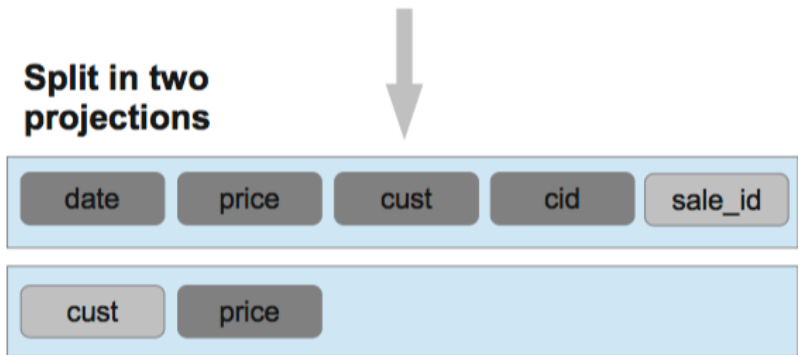 Split in two
projections
date price cust cid sale_id
cust price